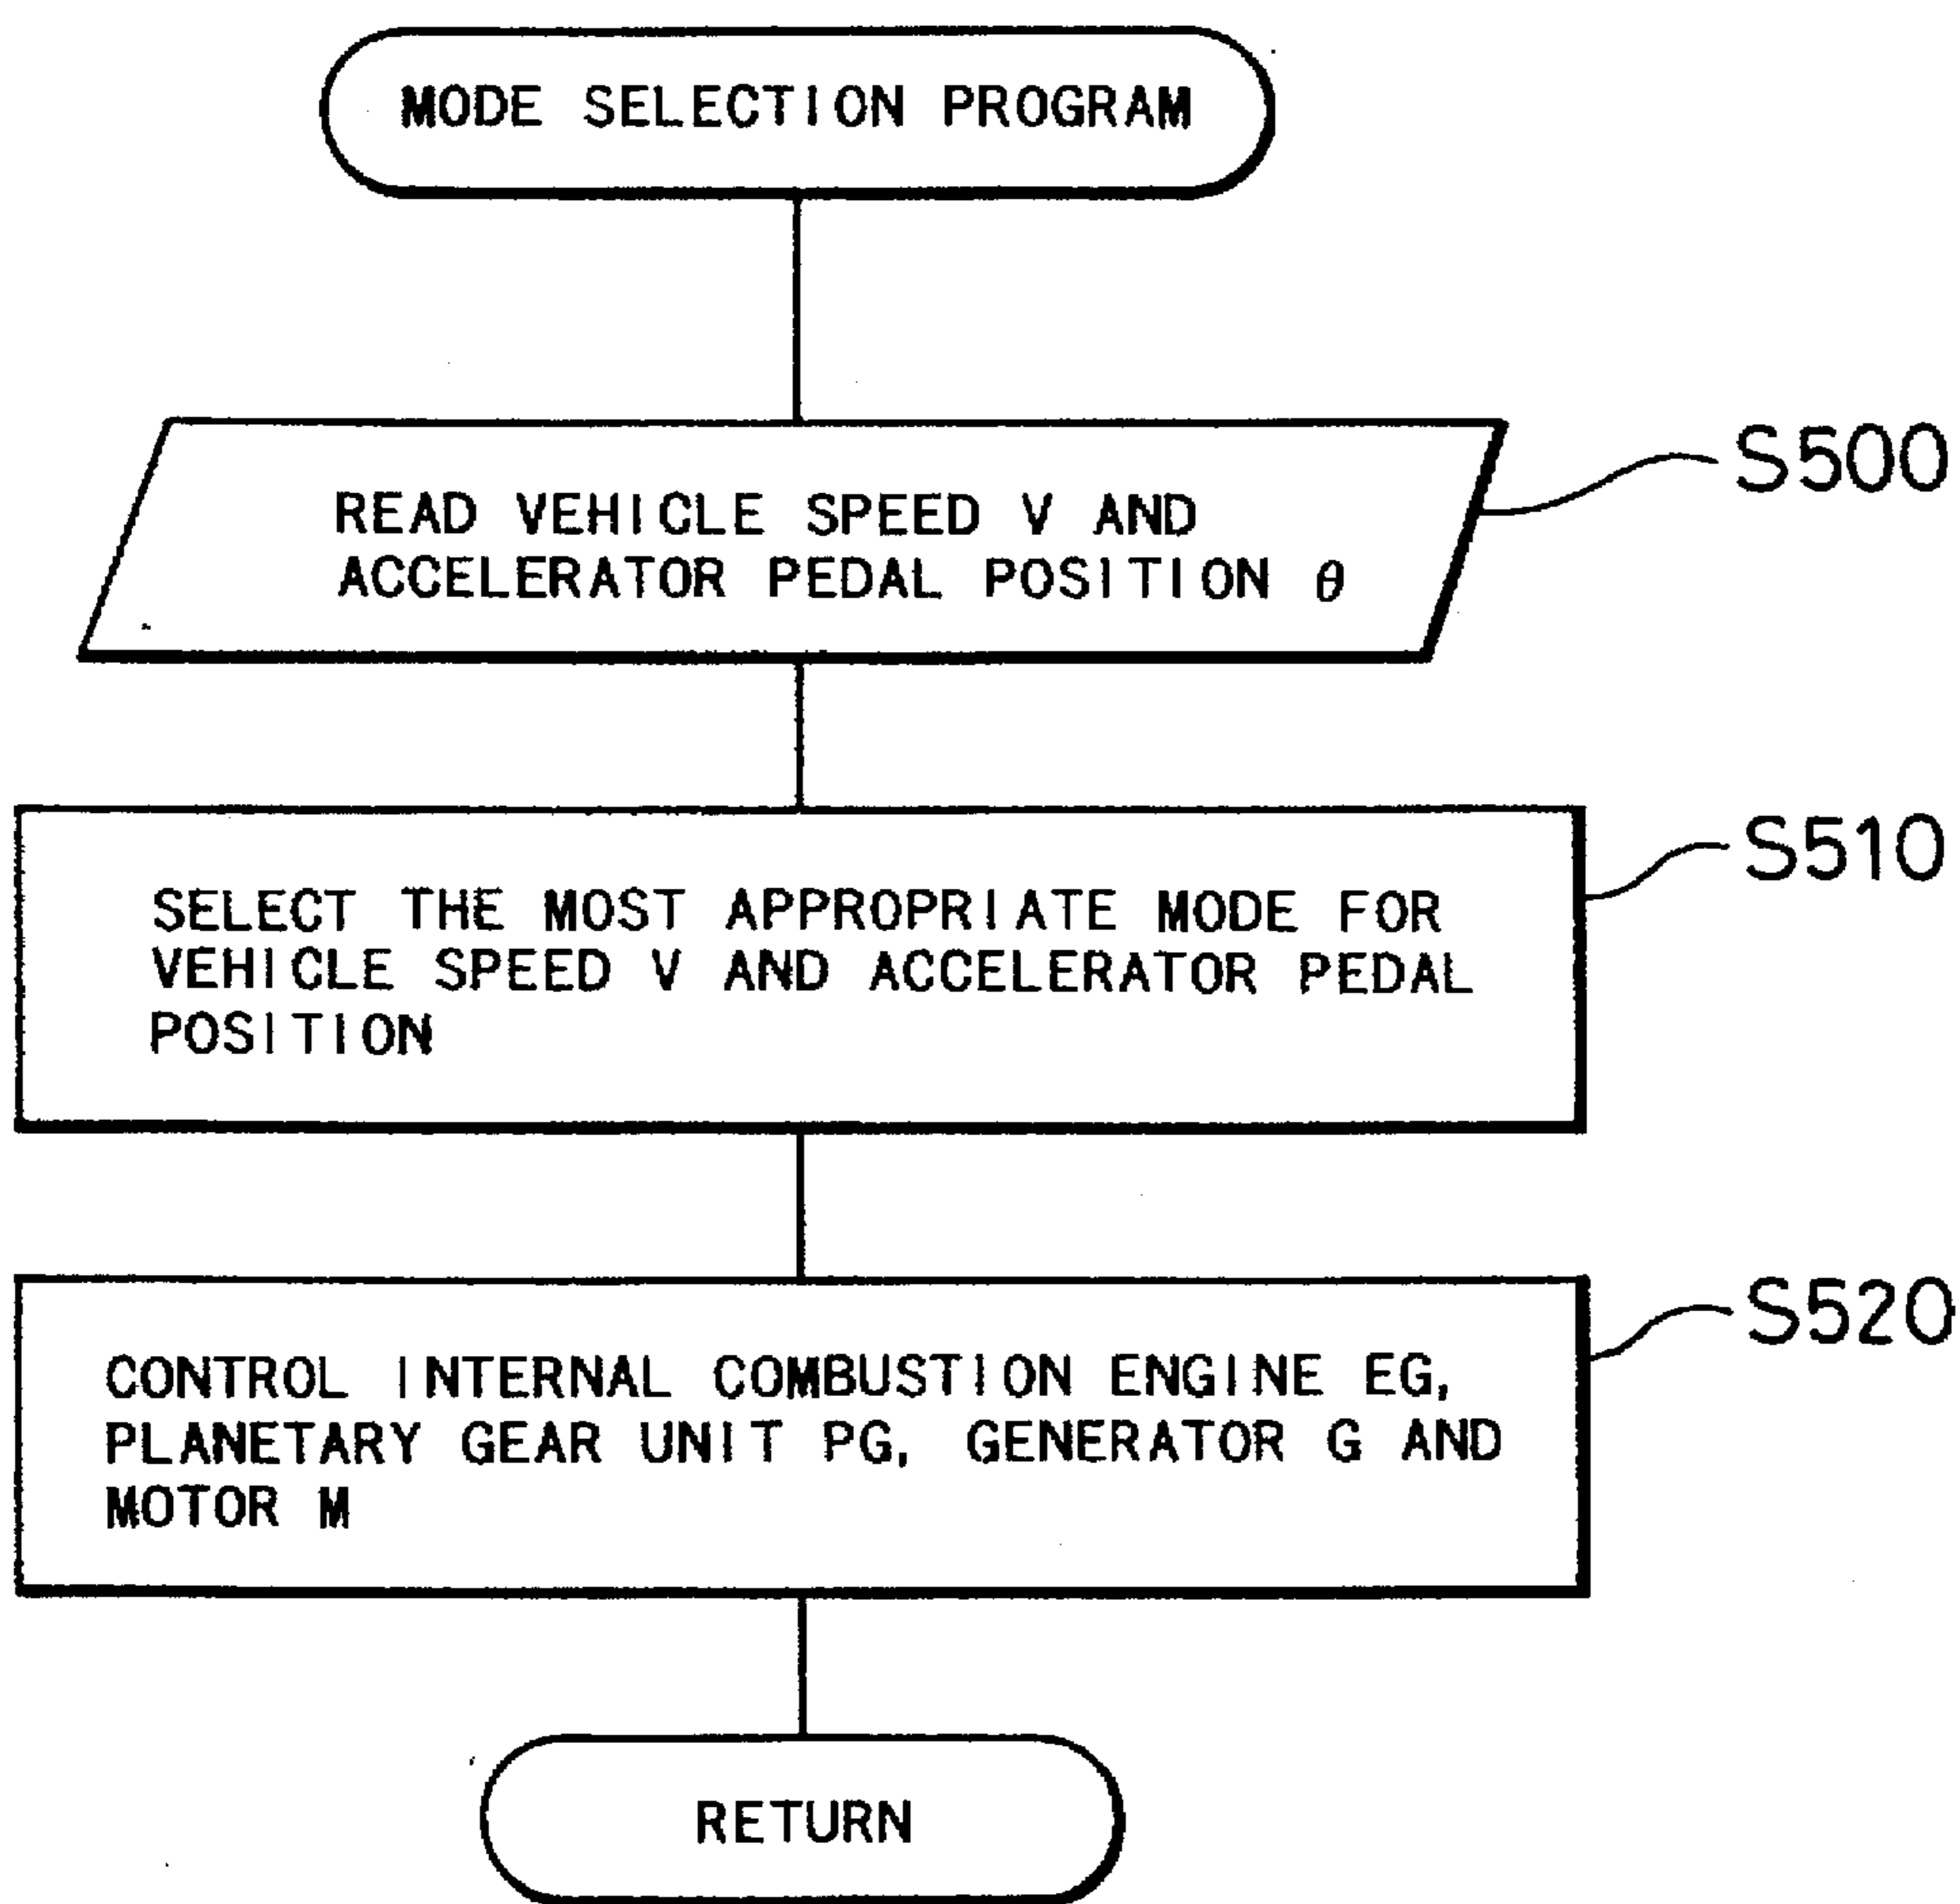 MODE SELECTION PROGRAM
S500
READ VEHICLE SPEED V AND
ACCELERATOR PEDAL POSITION θ
S510
SELECT THE MOST APPROPRIATE MODE FOR
VEHICLE SPEED V AND ACCELERATOR PEDAL
POSITION
S520
CONTROL INTERNAL COMBUSTION ENGINE EG,
PLANETARY GEAR UNIT PG, GENERATOR G AND
MOTOR M
RETURN